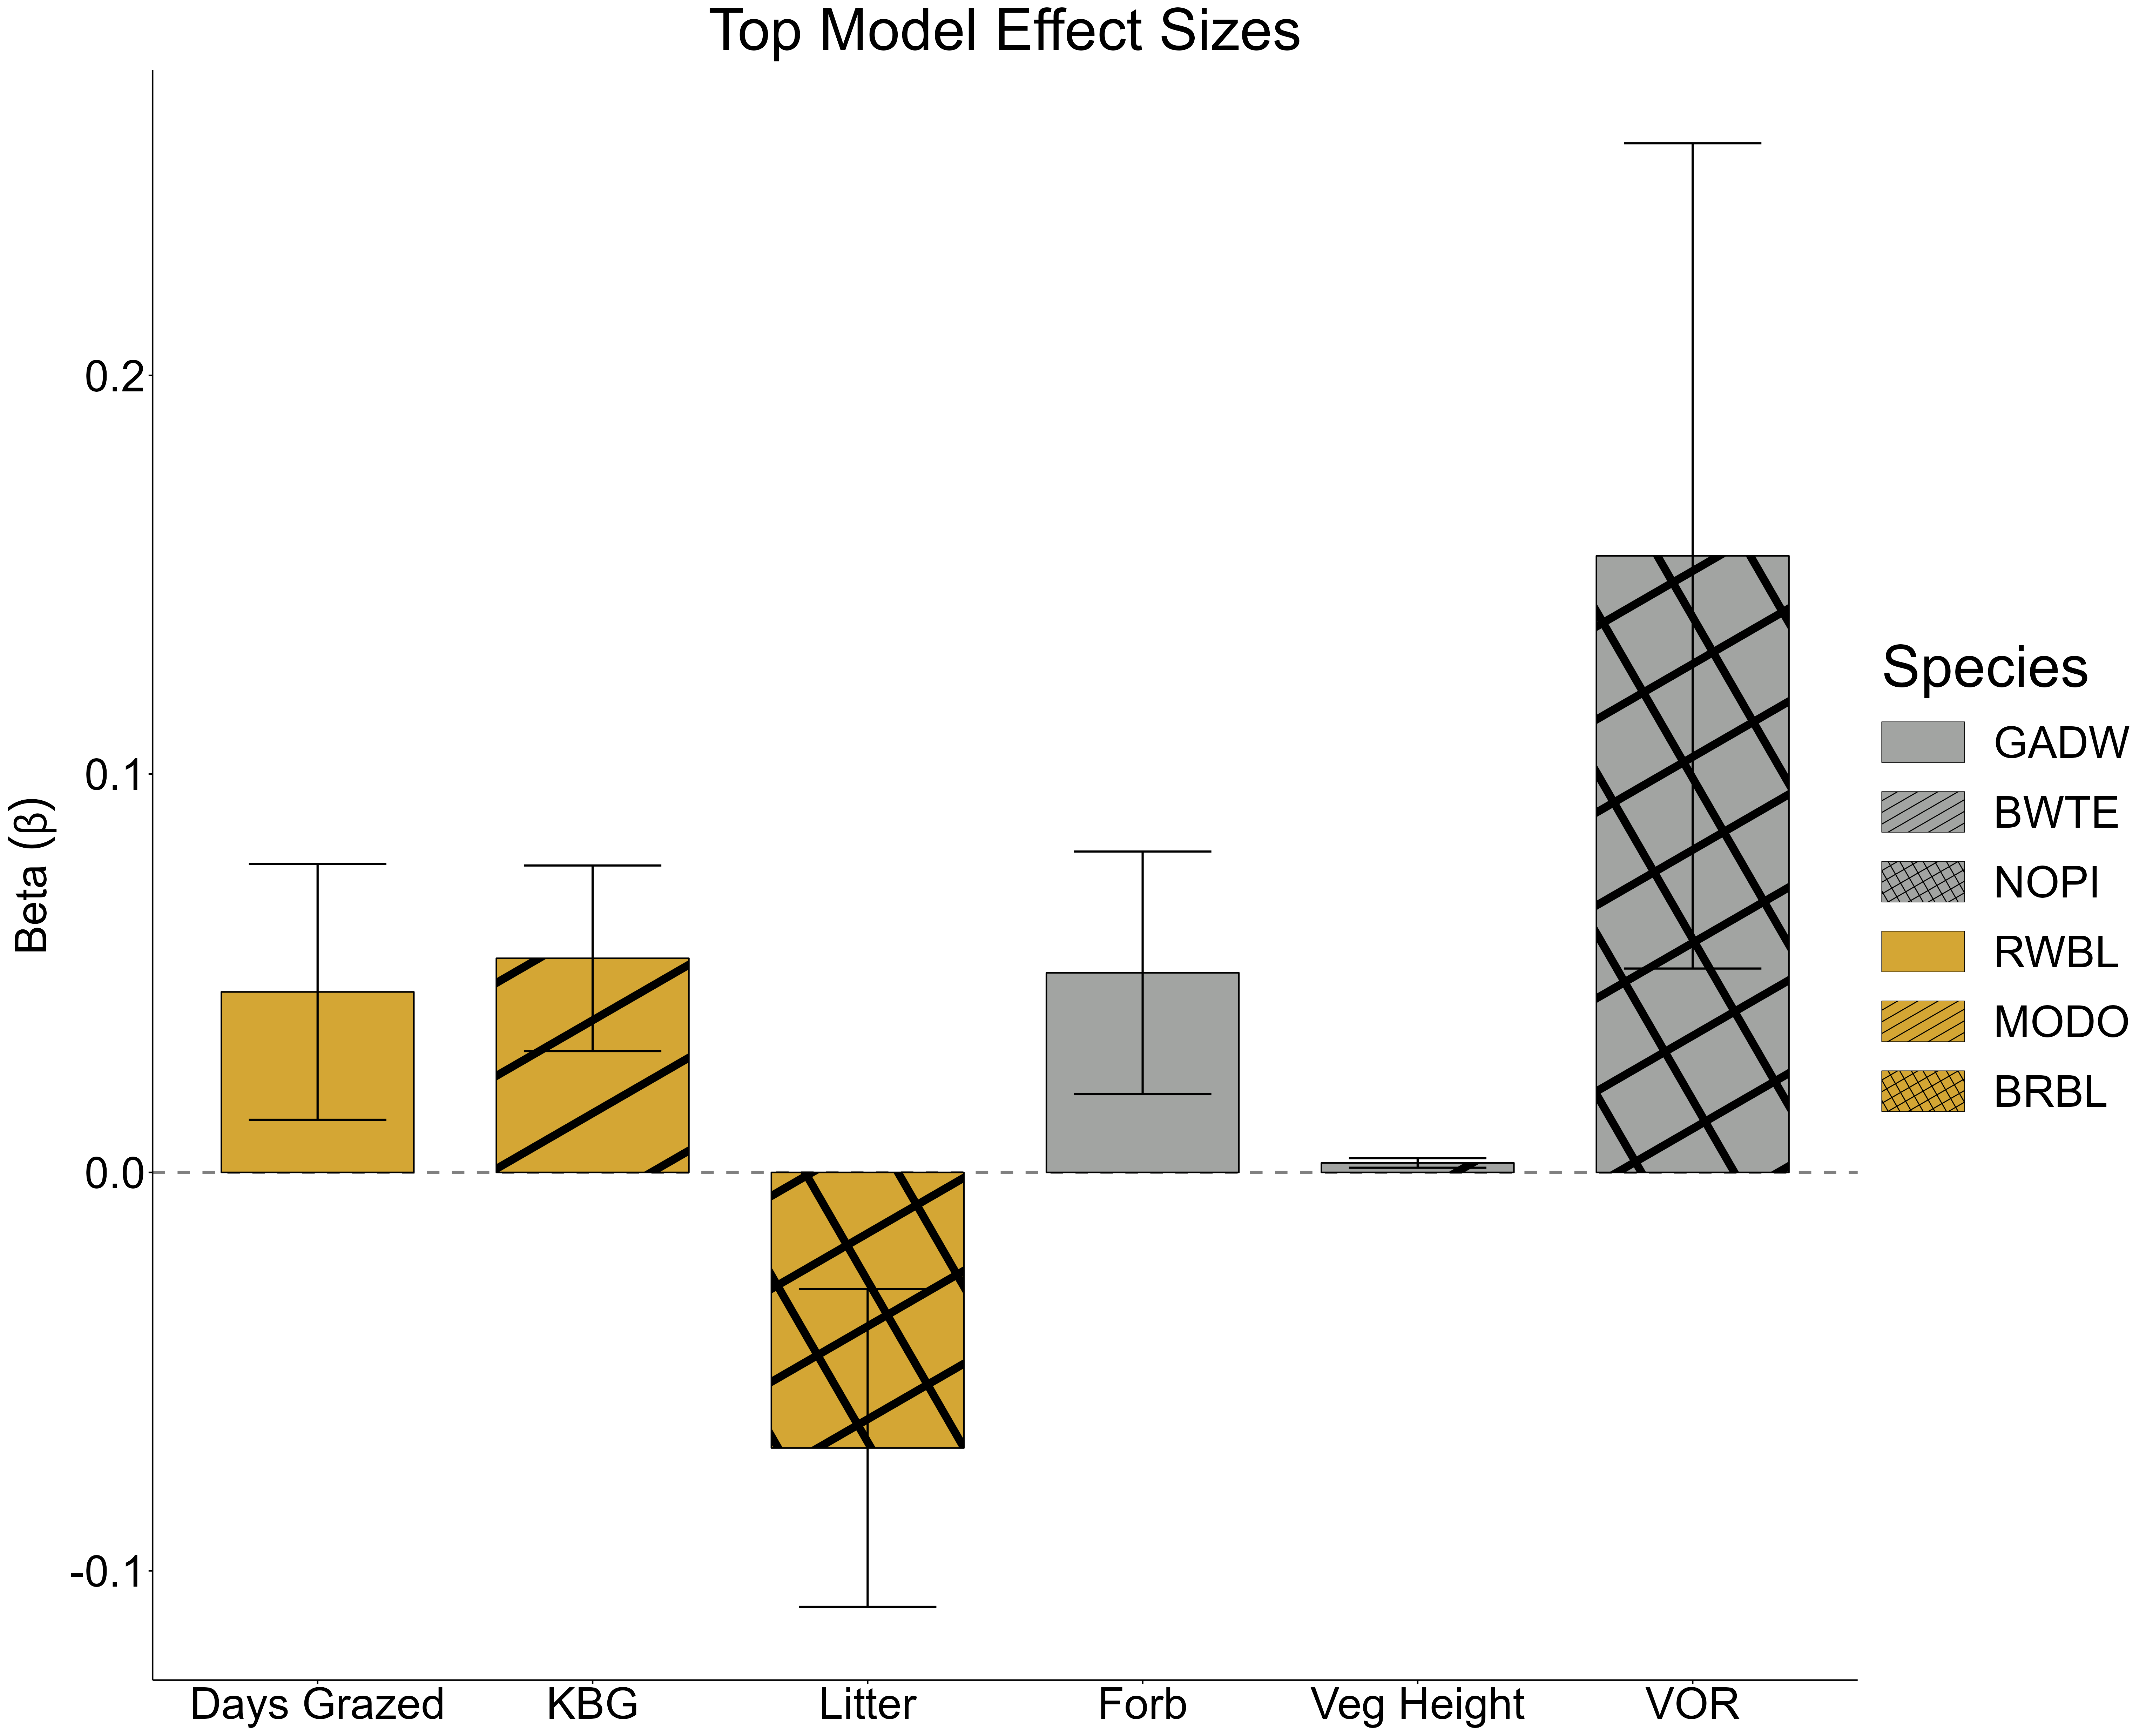 Top Model Effect Sizes
Beta (β)
0.2
0.1
0.0
-0.1
Days Grazed
KBG
Litter
Forb
Veg Height
VOR
Species
GADW
BWTE
NOPI
RWBL
MODO
BRBL